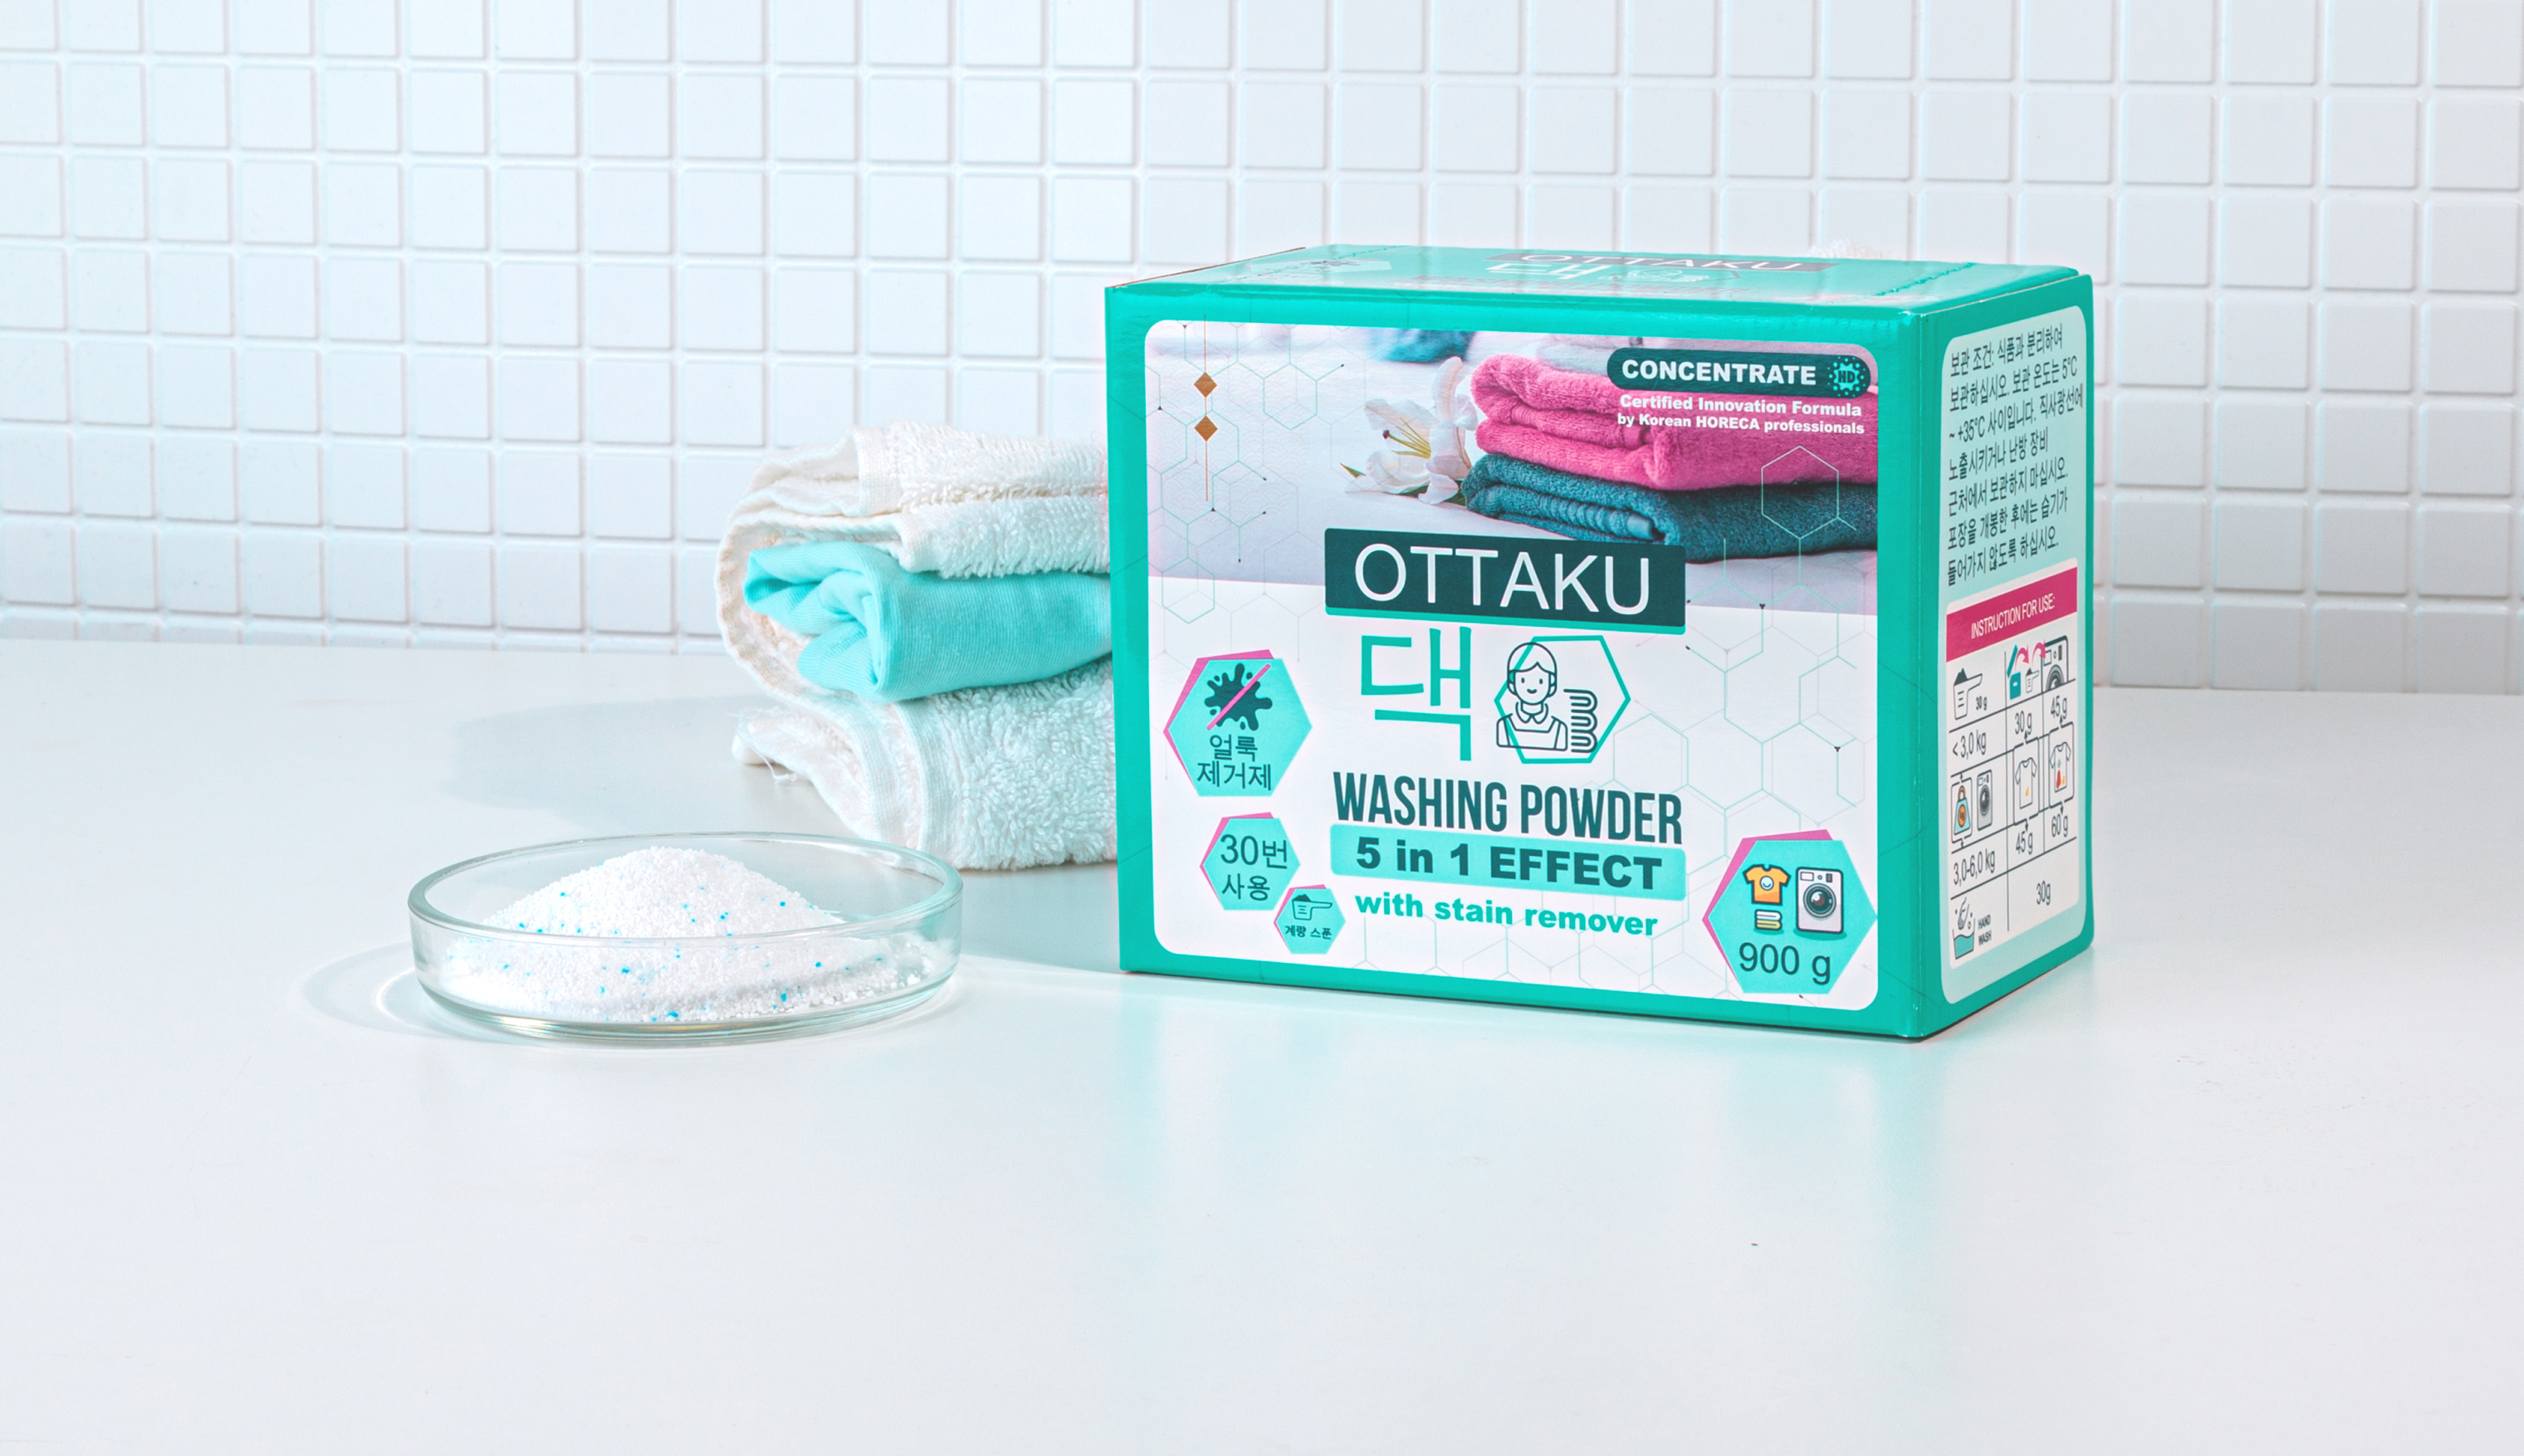 OTTAKU
댁
CONCENTRATE HD
Certified Innovation Formula
by Korean HORECA professionals
OTTAKU
댁
얼룩
제거제
WASHING POWDER
5 in 1 EFFECT
with stain remover
30번
사용
계량 스푼
900 g
보관 조건: 식품과 분리하여
보관하십시오. 보관 온도는 5°C
~ +35°C 사이입니다. 직사광선에
노출시키거나 난방 장비
근처에서 보관하지 마십시오.
포장을 개봉한 후에는 습기가
들어가지 않도록 하십시오.
INSTRUCTION FOR USE:
30 g
< 3,0 kg 30 g 45 g
3,0-6,0 kg 45 g 60 g
HAND
WASH
30g